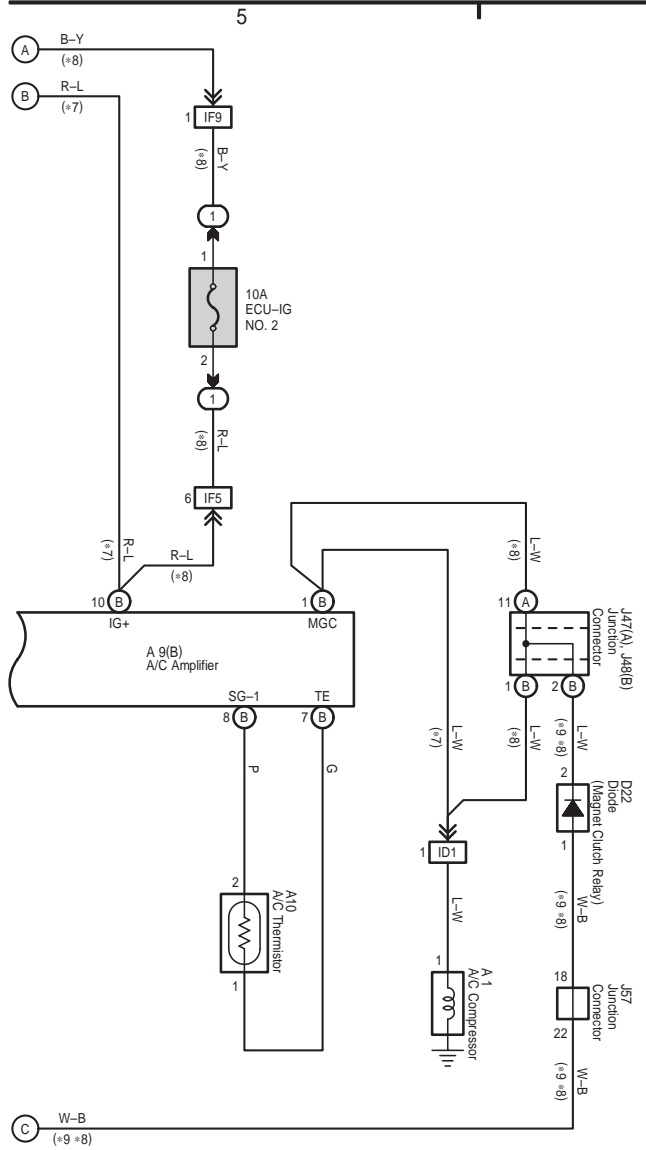 5
A
B–Y
(*8)
B
R–L
(*7)
1
IF9
B–Y
(*8)
1
1
10A
ECU–IG
NO. 2
2
1
R–L
(*8)
6
IF5
R–L
(*7)
R–L
(*8)
L–W
(*8)
10
B
IG+
1
B
MGC
11
A
J47(A), J48(B)
Junction
Connector
A 9(B)
A/C Amplifier
SG–1
TE
8
B
7
B
1
B
2
B
P
G
L–W
(*7)
L–W
(*8)
L–W
(*9 *8)
2
D22
Diode
(Magnet Clutch Relay)
1
1
ID1
L–W
W–B
(*9 *8)
2
A10
A/C Thermistor
1
1
A 1
A/C Compressor
18
J57
Junction
Connector
22
W–B
(*9 *8)
C
W–B
(*9 *8)